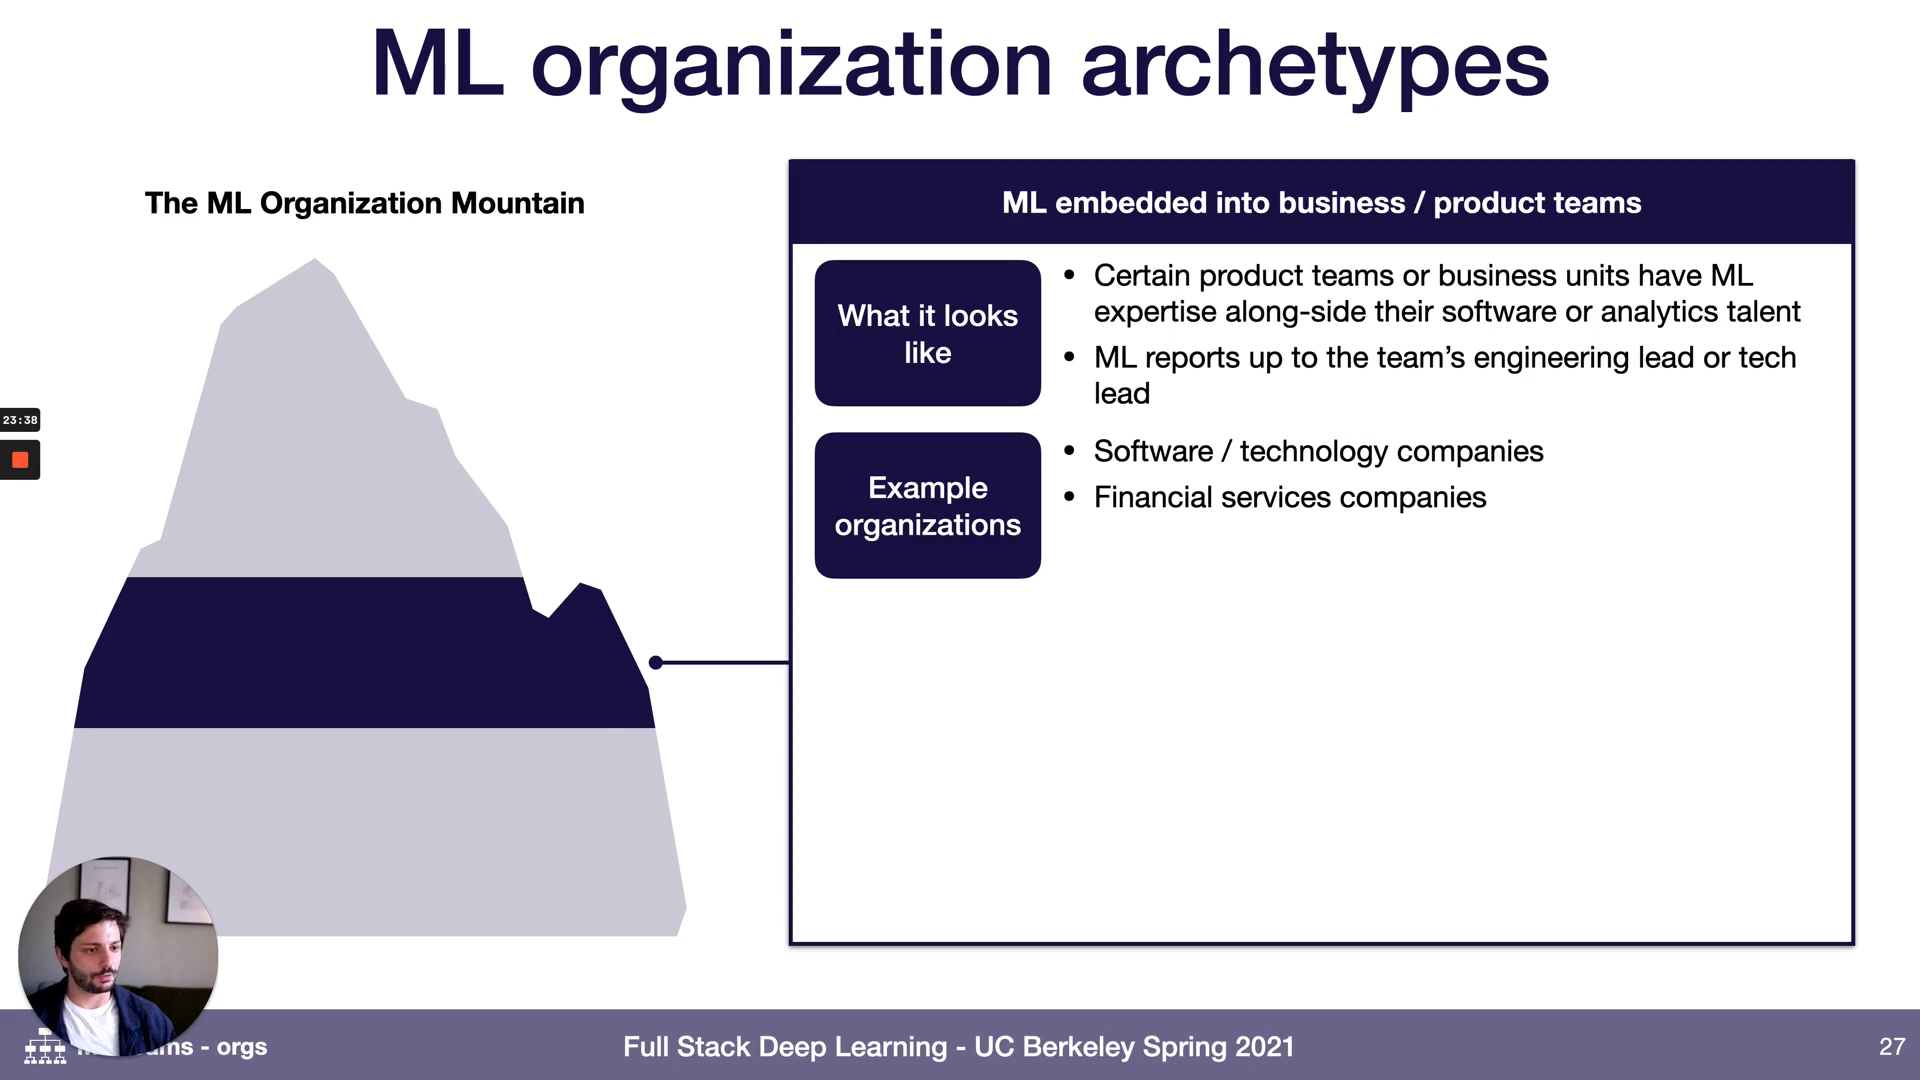 ML organization archetypes
The ML Organization Mountain
ML embedded into business / product teams
What it looks
like
• Certain product teams or business units have ML
expertise along-side their software or analytics talent
• ML reports up to the team’s engineering lead or tech
lead
Example
organizations
• Software / technology companies
• Financial services companies
23:38
- orgs
Full Stack Deep Learning - UC Berkeley Spring 2021
27